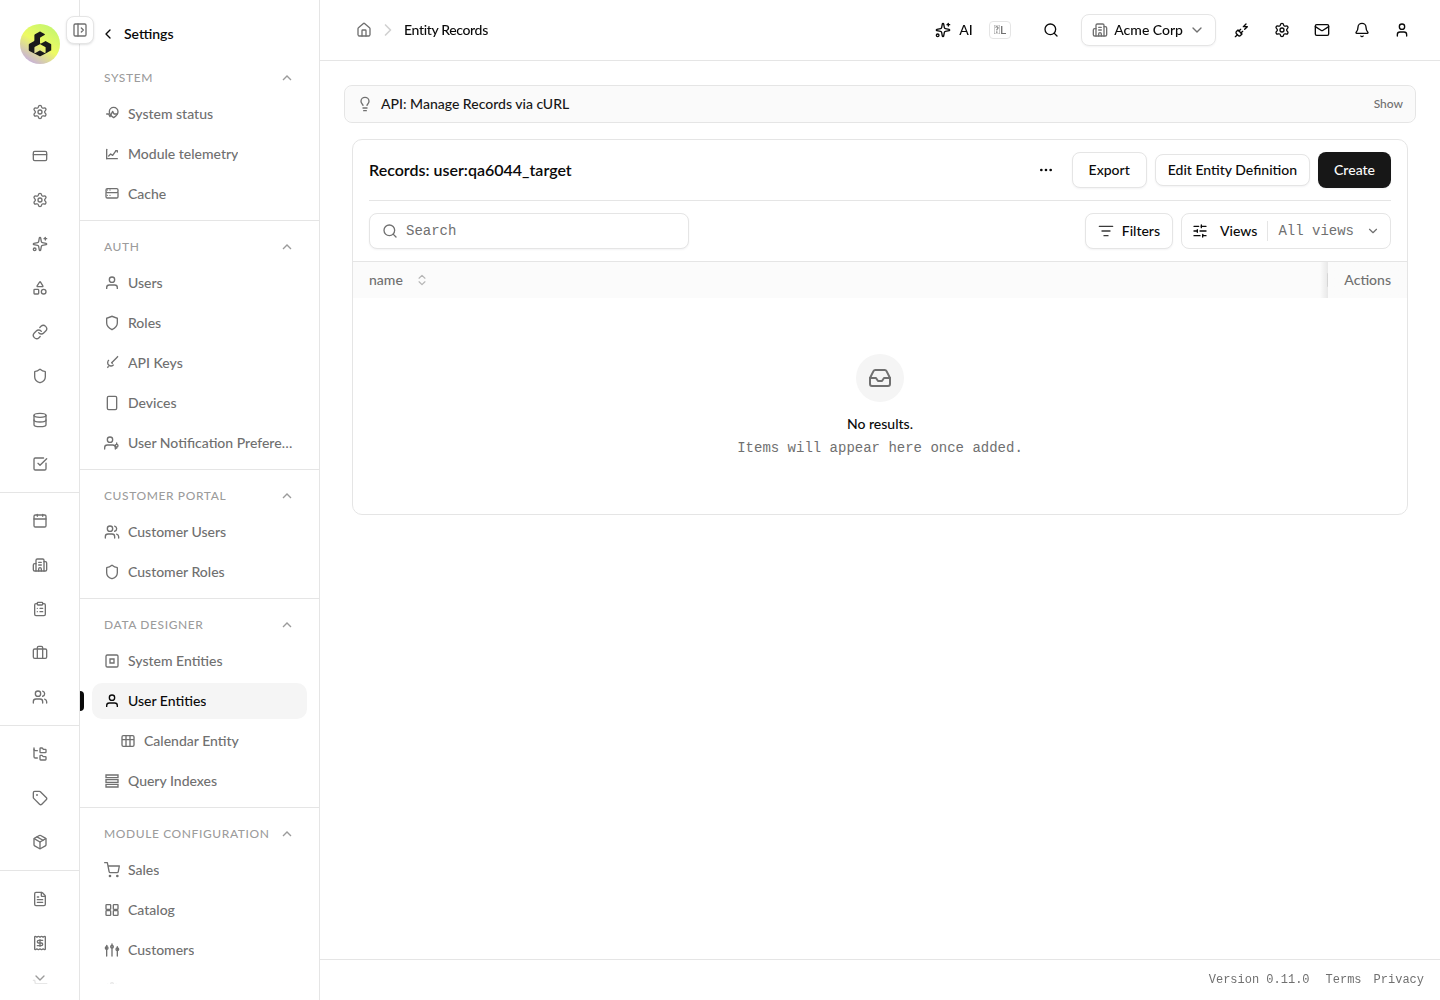 Settings
SYSTEM
System status
Module telemetry
Cache
AUTH
Users
Roles
API Keys
Devices
User Notification Prefere...
CUSTOMER PORTAL
Customer Users
Customer Roles
DATA DESIGNER
System Entities
User Entities
Calendar Entity
Query Indexes
MODULE CONFIGURATION
Sales
Catalog
Customers
Entity Records
AI
L
Acme Corp
API: Manage Records via cURL
Show
Records: user:qa6044_target
Export
Edit Entity Definition
Create
Search
Filters
Views
All views
name
Actions
No results.
Items will appear here once added.
Version 0.11.0
Terms
Privacy